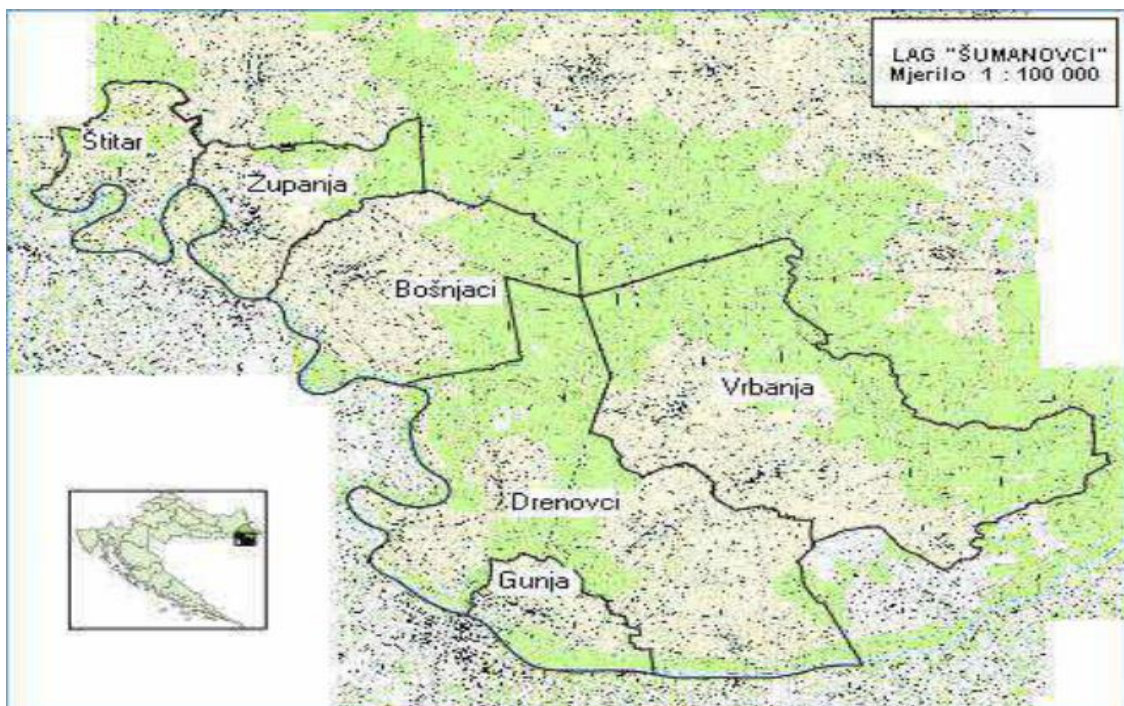 LAG "ŠUMANOVCI"
Mjerilo 1 : 100 000
Štitar
Županja
Bošnjaci
Vrbanja
Drenovci
Gunja